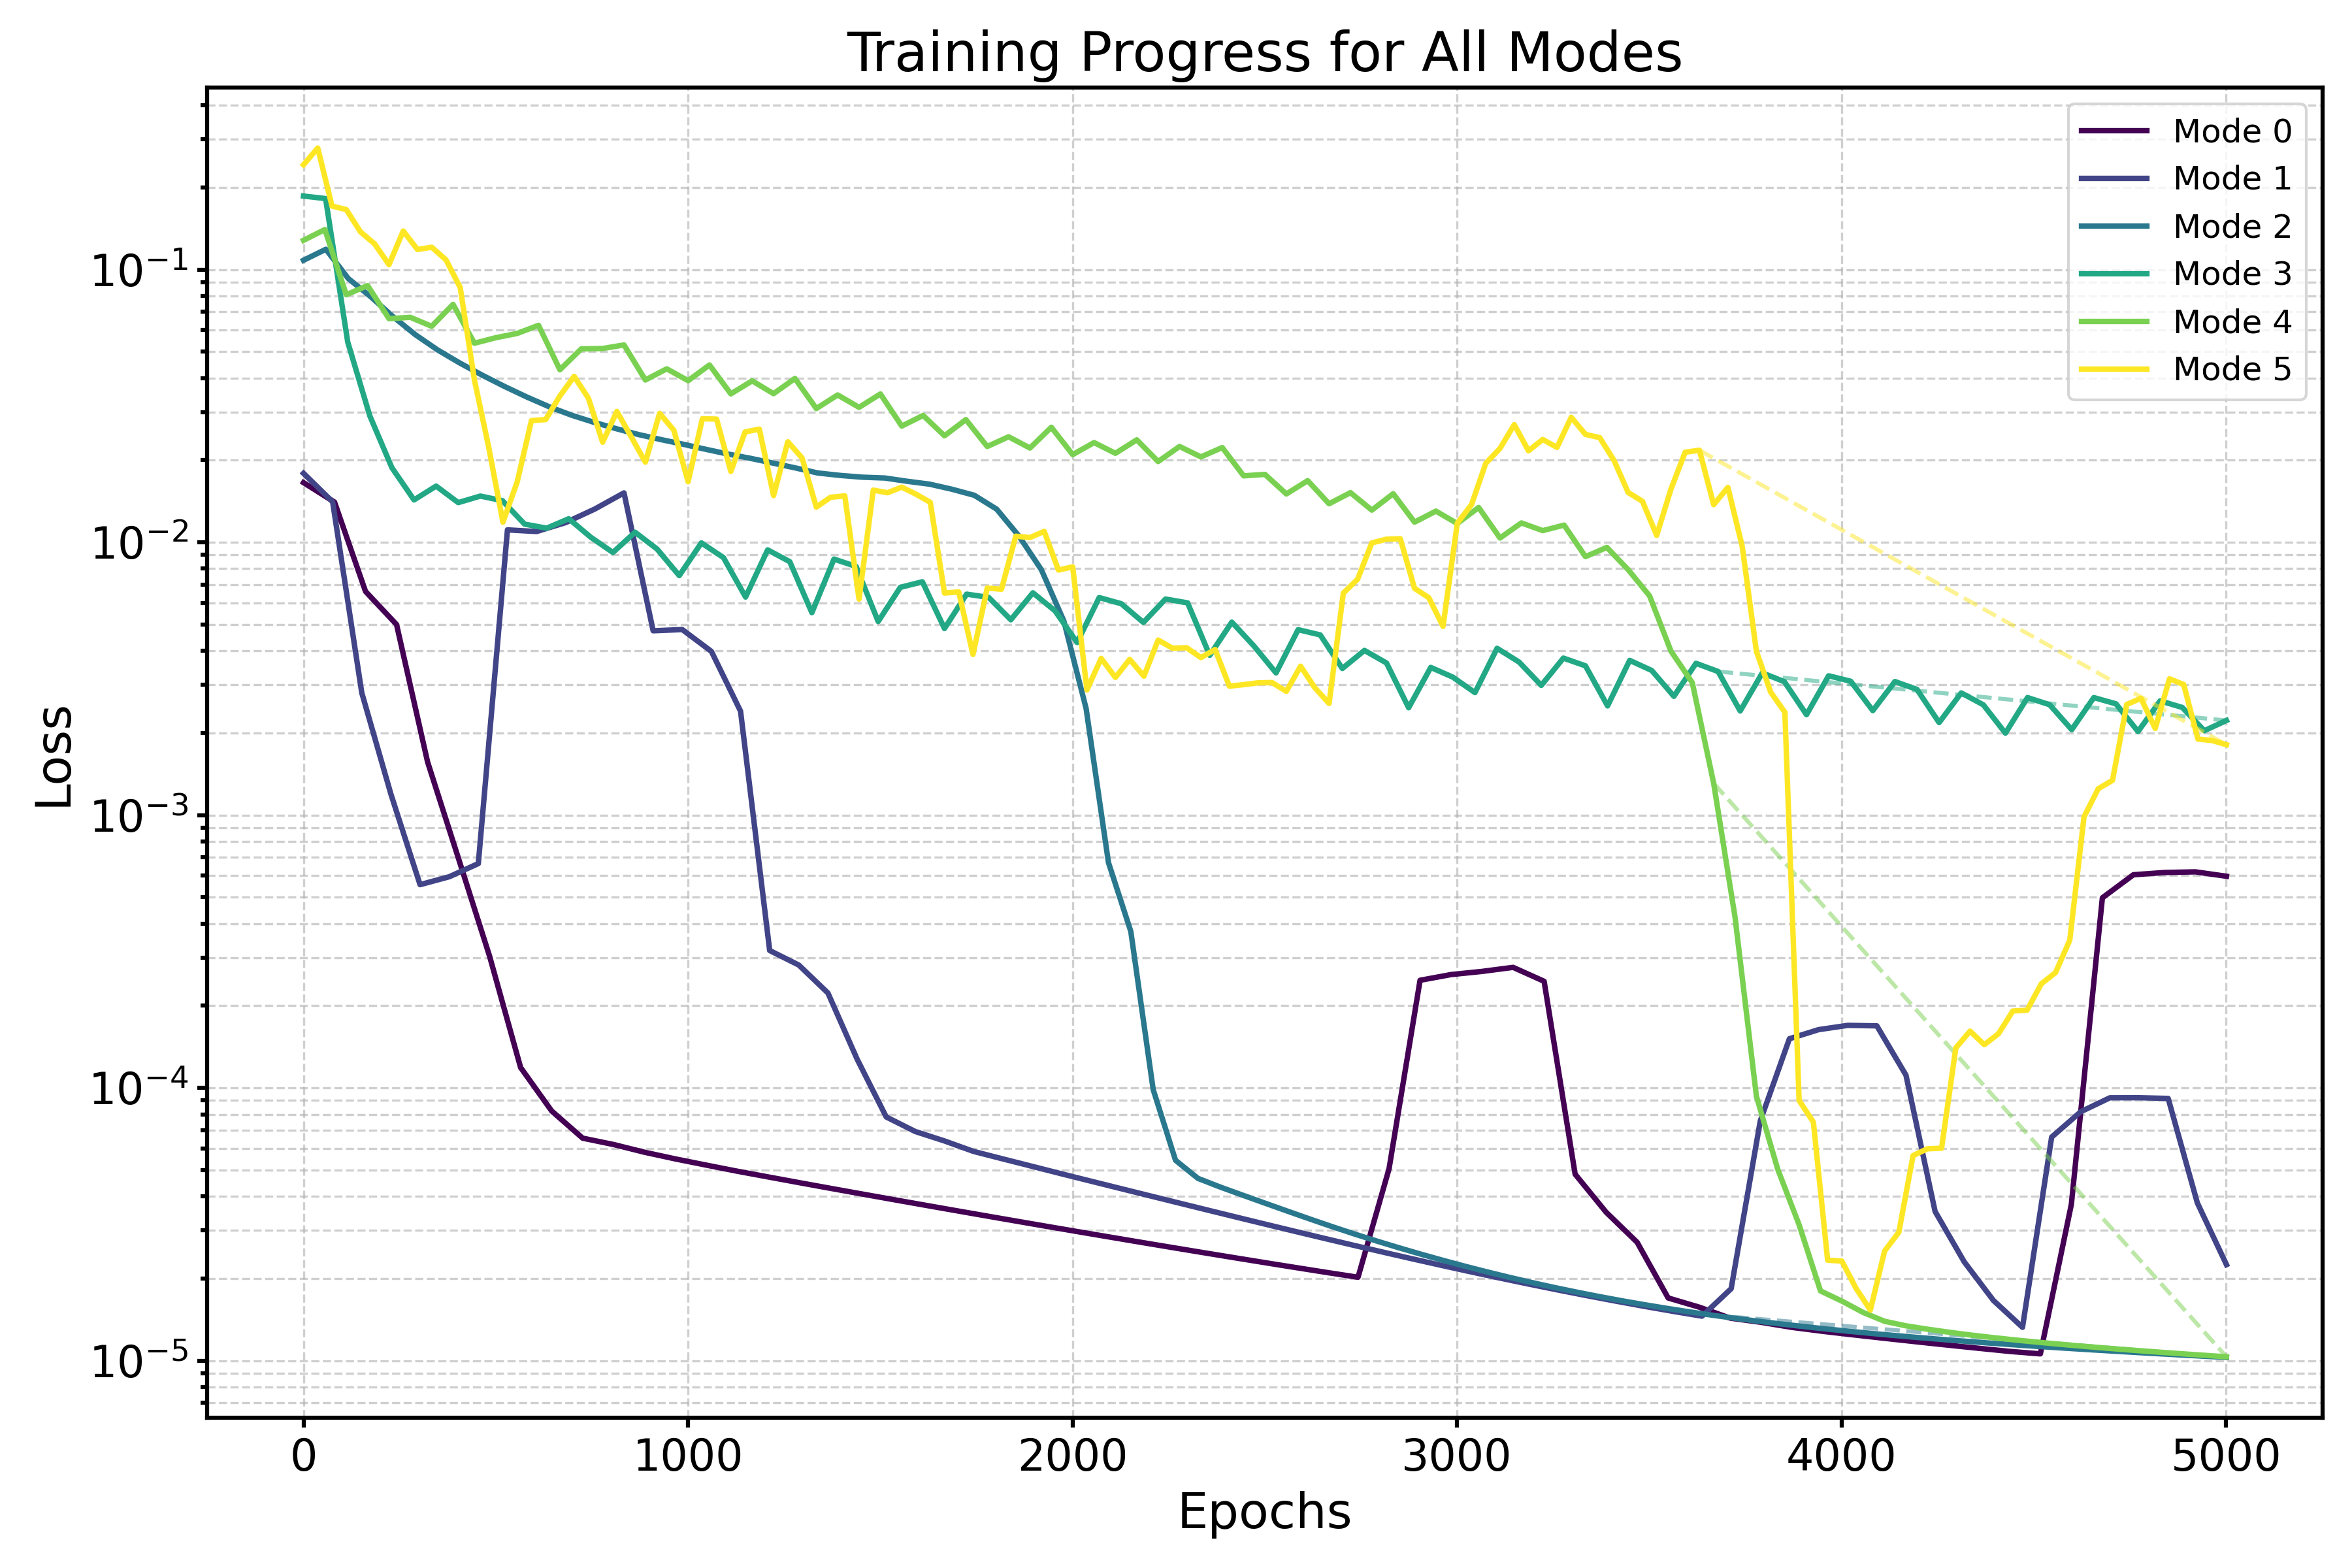 Training Progress for All Modes
Mode 0
Mode 1
Mode 2
Mode 3
Mode 4
Mode 5
Loss
10⁻¹
10⁻²
10⁻³
10⁻⁴
10⁻⁵
0 1000 2000 3000 4000 5000
Epochs